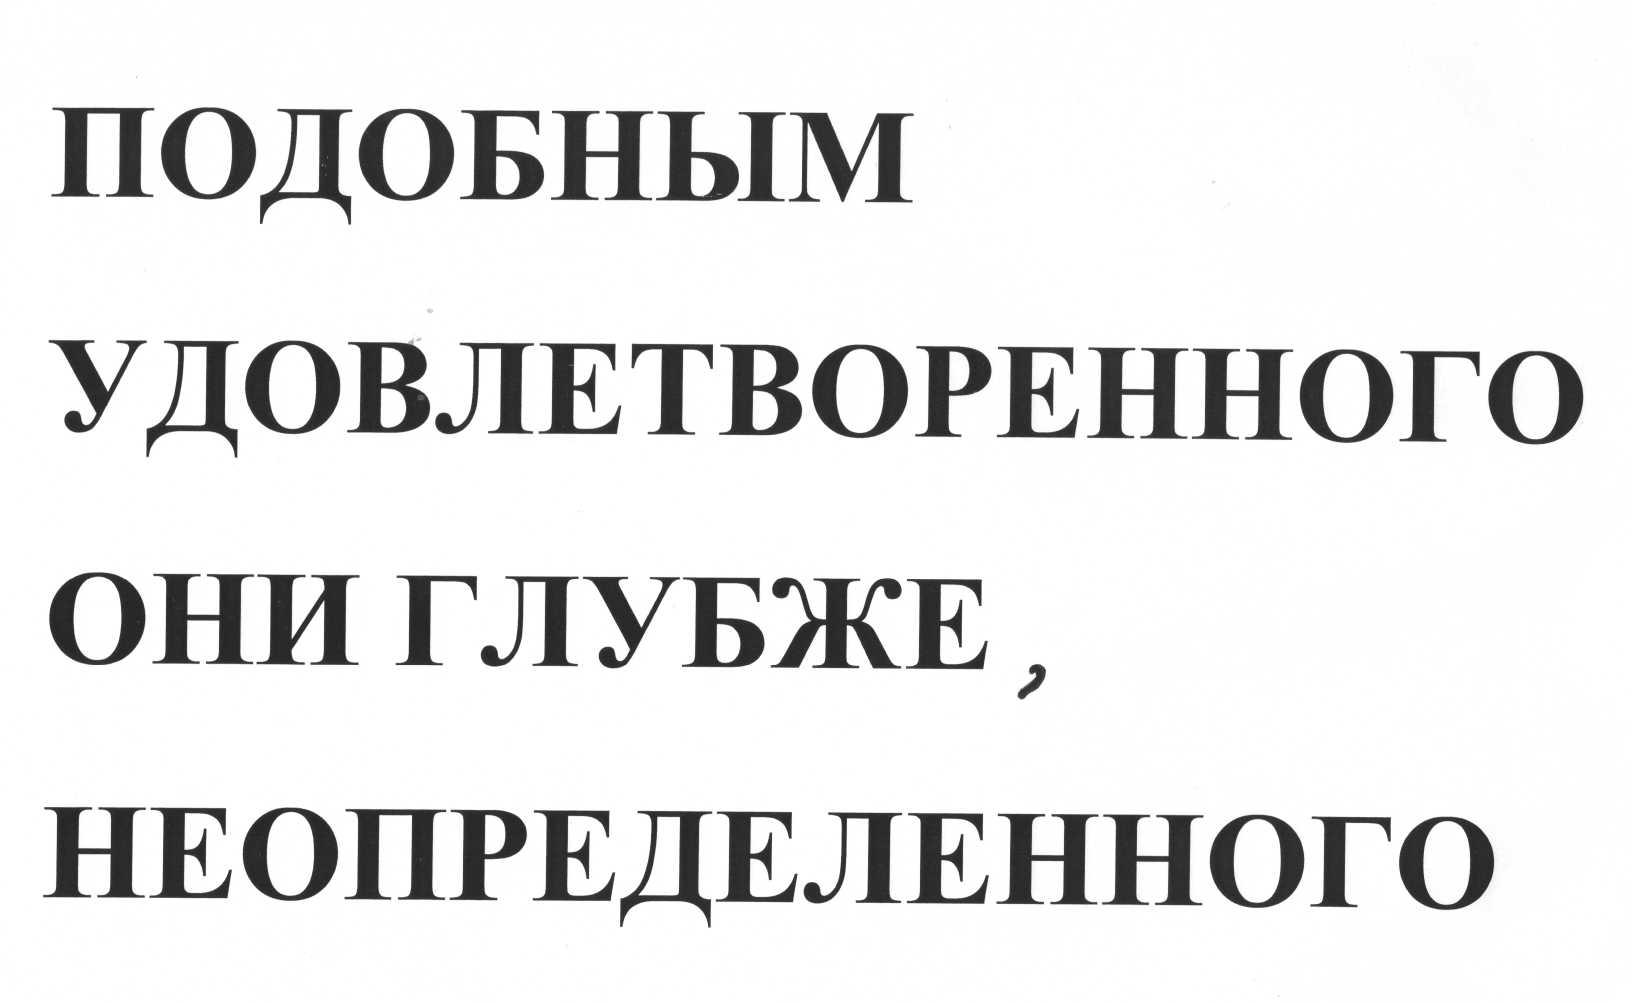 ПОДОБНЫМ
УДОВЛЕТВОРЕННОГО
ОНИ ГЛУБЖЕ ,
НЕОПРЕДЕЛЕННОГО